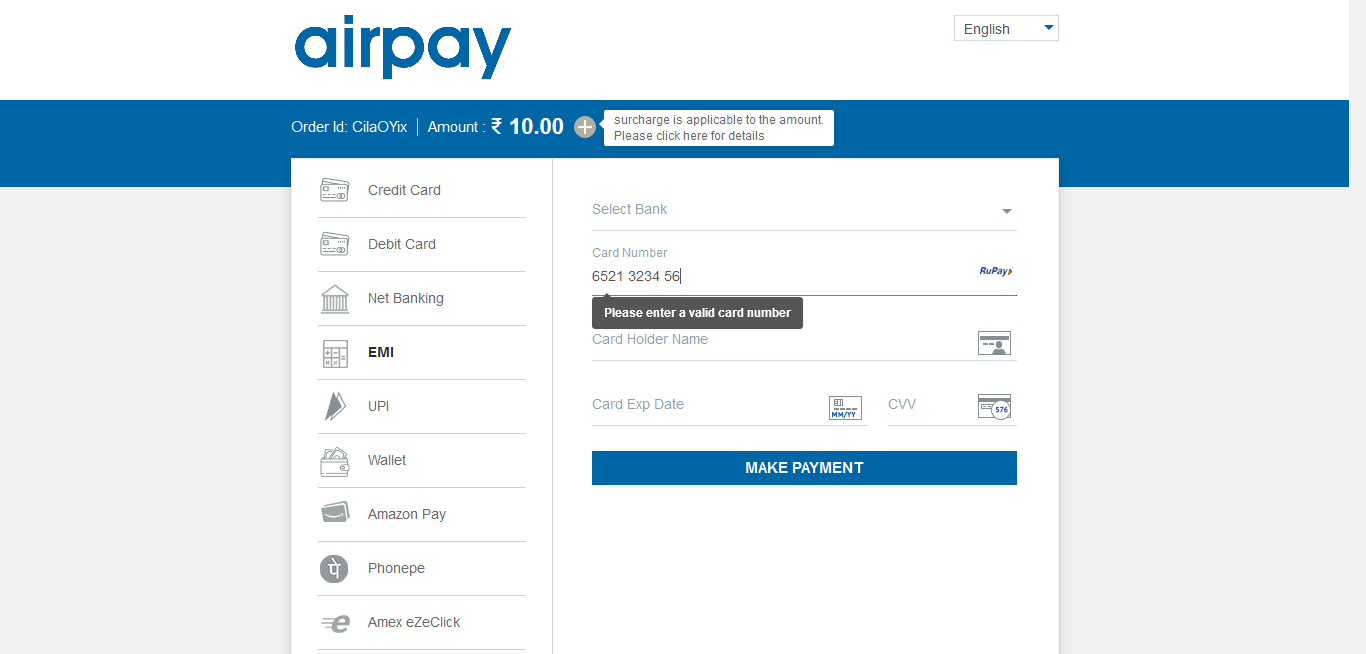 airpay
English
Order Id: CilaOYix
Amount : ₹ 10.00
surcharge is applicable to the amount.
Please click here for details
Credit Card
Debit Card
Net Banking
EMI
UPI
Wallet
Amazon Pay
पे
Phonepe
Amex eZeClick
Select Bank
Card Number
6521 3234 56
RuPay
Please enter a valid card number
Card Holder Name
Card Exp Date
MM/YY
CVV
576
MAKE PAYMENT